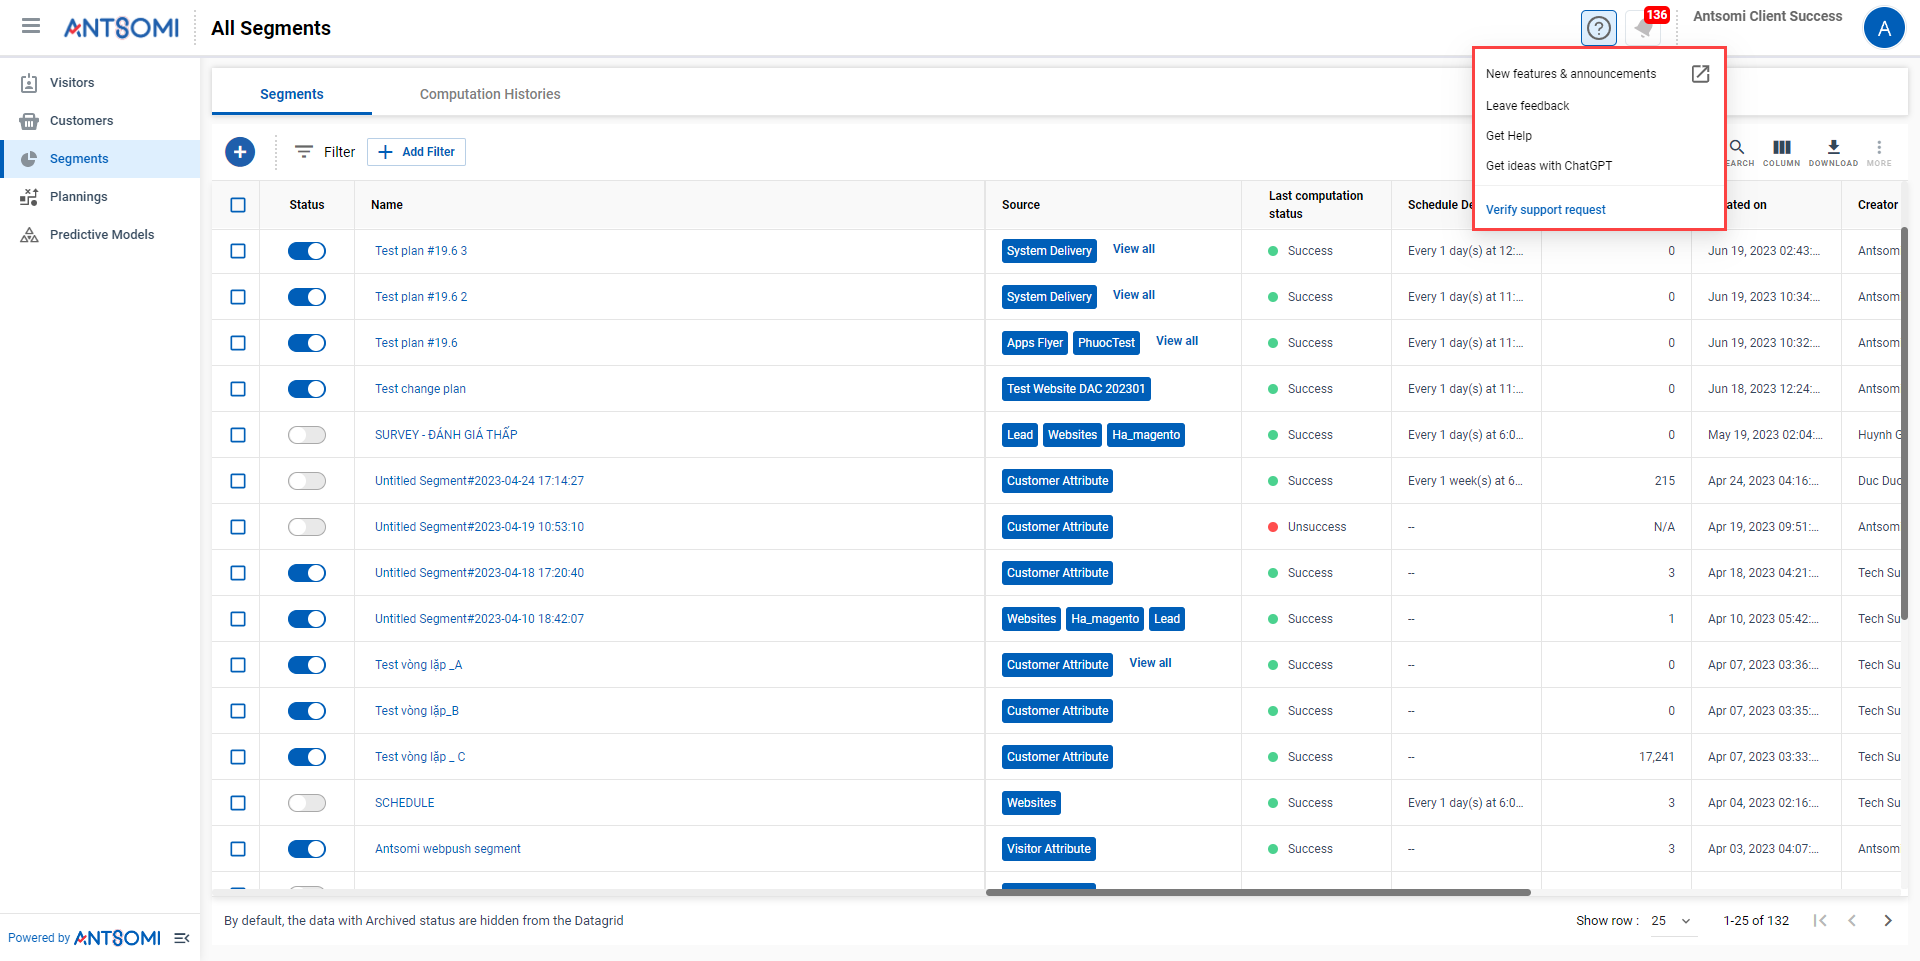 ANTSOMI
All Segments
136
Antsomi Client Success
A
New features & announcements
Leave feedback
Get Help
Get ideas with ChatGPT
Verify support request
Visitors
Customers
Segments
Plannings
Predictive Models
Segments
Computation Histories
Filter
Add Filter
EARCH
COLUMN
DOWNLOAD
MORE
Status
Name
Source
Last computation
status
Schedule De
ated on
Creator
Test plan #19.6 3
System Delivery
View all
Success
Every 1 day(s) at 12:...
0
Jun 19, 2023 02:43:...
Antsom
Test plan #19.6 2
System Delivery
View all
Success
Every 1 day(s) at 11:...
0
Jun 19, 2023 10:34:...
Antsom
Test plan #19.6
Apps Flyer
PhuocTest
View all
Success
Every 1 day(s) at 11:...
0
Jun 19, 2023 10:32:...
Antsom
Test change plan
Test Website DAC 202301
Success
Every 1 day(s) at 11:...
0
Jun 18, 2023 12:24:...
Antsom
SURVEY - ĐÁNH GIÁ THẤP
Lead
Websites
Ha_magento
Success
Every 1 day(s) at 6:0...
0
May 19, 2023 02:04:...
Huynh G
Untitled Segment#2023-04-24 17:14:27
Customer Attribute
Success
Every 1 week(s) at 6...
215
Apr 24, 2023 04:16:...
Duc Duc
Untitled Segment#2023-04-19 10:53:10
Customer Attribute
Unsuccess
--
N/A
Apr 19, 2023 09:51:...
Antsom
Untitled Segment#2023-04-18 17:20:40
Customer Attribute
Success
--
3
Apr 18, 2023 04:21:...
Tech Su
Untitled Segment#2023-04-10 18:42:07
Websites
Ha_magento
Lead
Success
--
1
Apr 10, 2023 05:42:...
Tech Su
Test vòng lặp _A
Customer Attribute
View all
Success
--
0
Apr 07, 2023 03:36:...
Tech Su
Test vòng lặp_B
Customer Attribute
Success
--
0
Apr 07, 2023 03:35:...
Tech Su
Test vòng lặp _ C
Customer Attribute
Success
--
17,241
Apr 07, 2023 03:33:...
Tech Su
SCHEDULE
Websites
Success
Every 1 day(s) at 6:0...
3
Apr 04, 2023 02:16:...
Tech Su
Antsomi webpush segment
Visitor Attribute
Success
--
3
Apr 03, 2023 04:07:...
Antsom
By default, the data with Archived status are hidden from the Datagrid
Show row :
25
1-25 of 132
Powered by ANTSOMI